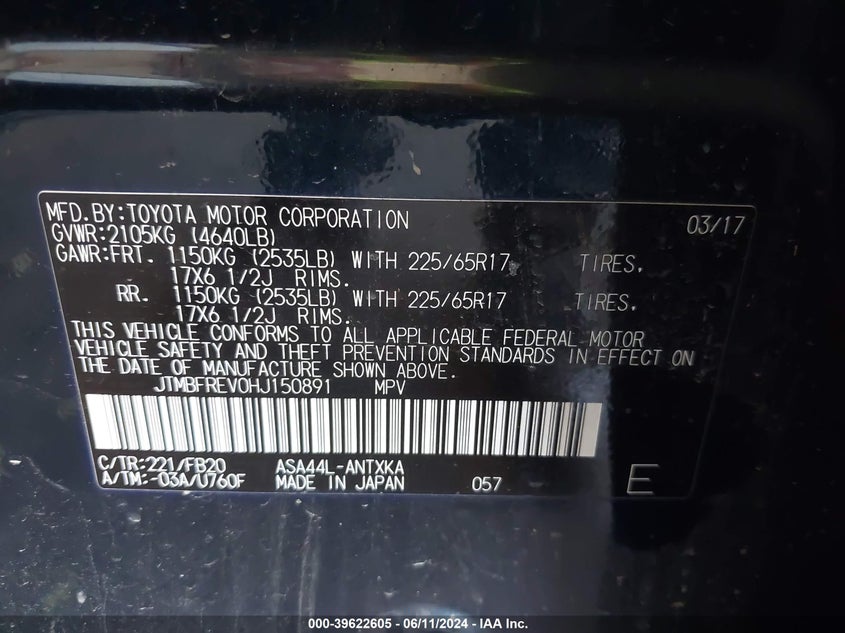 MFD.BY:TOYOTA MOTOR CORPORATION 03/17
GVWR:2105KG (4640LB)
GAWR:FRT. 1150KG (2535LB) WITH 225/65R17 TIRES,
17X6 1/2J RIMS.
RR. 1150KG (2535LB) WITH 225/65R17 TIRES,
17X6 1/2J RIMS.
THIS VEHICLE CONFORMS TO ALL APPLICABLE FEDERAL MOTOR
VEHICLE SAFETY AND THEFT PREVENTION STANDARDS IN EFFECT ON
THE DATE OF MANUFACTURE SHOWN ABOVE.
JTMBFREV0HJ150891 MPV
C/TR:221/FB20 ASA44L-ANTXKA
A/TM:-03A/U760F MADE IN JAPAN 057 E
000-39622605 - 06/11/2024 - IAA Inc.